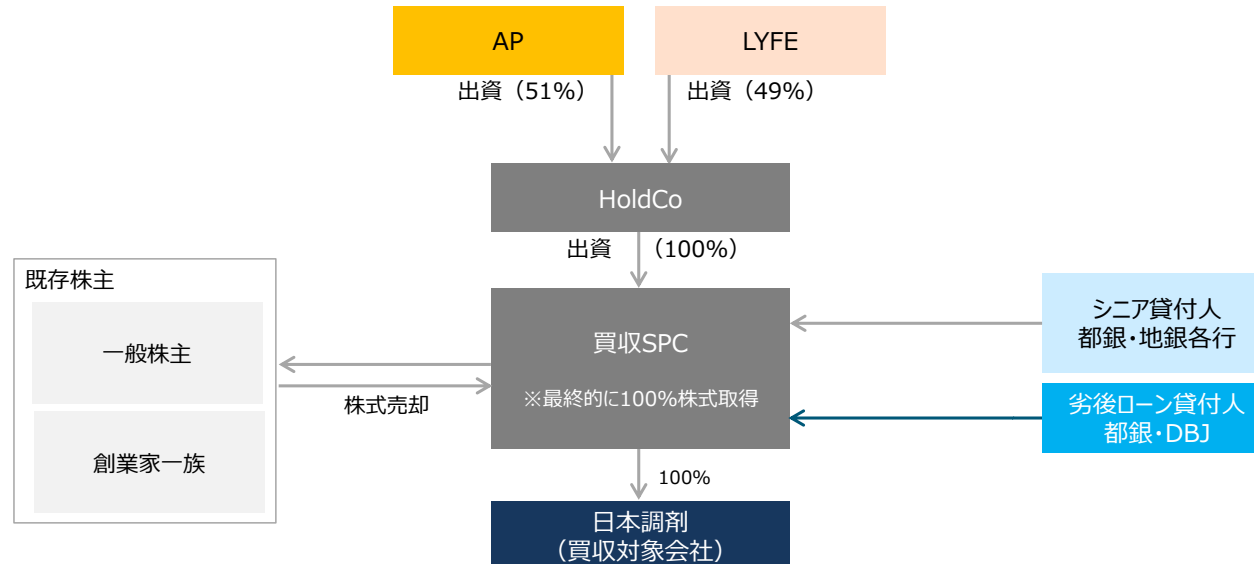 AP
LYFE
出資（51%）
出資（49%）
HoldCo
出資 （100%）
既存株主
一般株主
創業家一族
株式売却
買収SPC
※最終的に100%株式取得
シニア貸付人
都銀・地銀各行
劣後ローン貸付人
都銀・DBJ
100%
日本調剤
（買収対象会社）